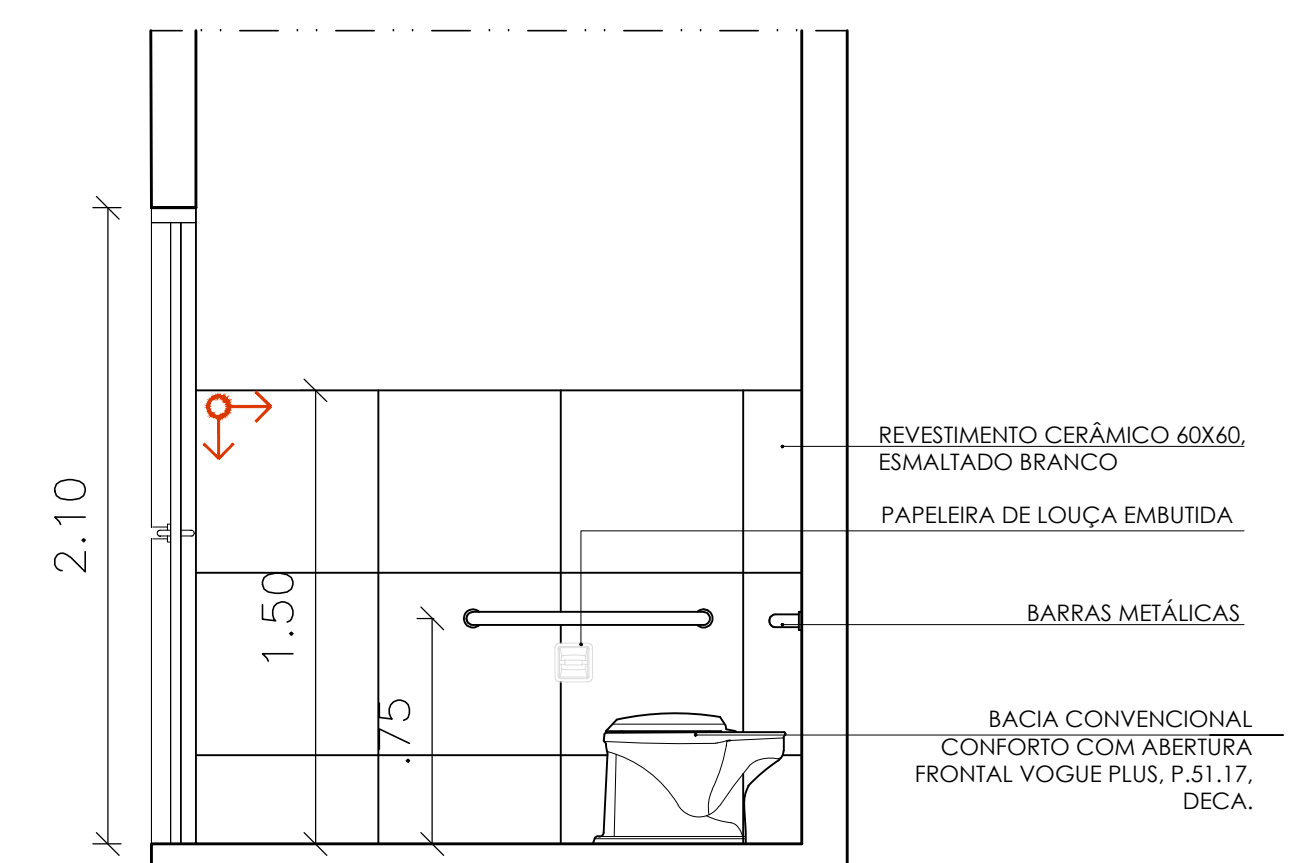 2.10
1.50
.75
REVESTIMENTO CERÂMICO 60X60,
ESMALTADO BRANCO
PAPELEIRA DE LOUÇA EMBUTIDA
BARRAS METÁLICAS
BACIA CONVENCIONAL
CONFORTO COM ABERTURA
FRONTAL VOGUE PLUS, P.51.17,
DECA.